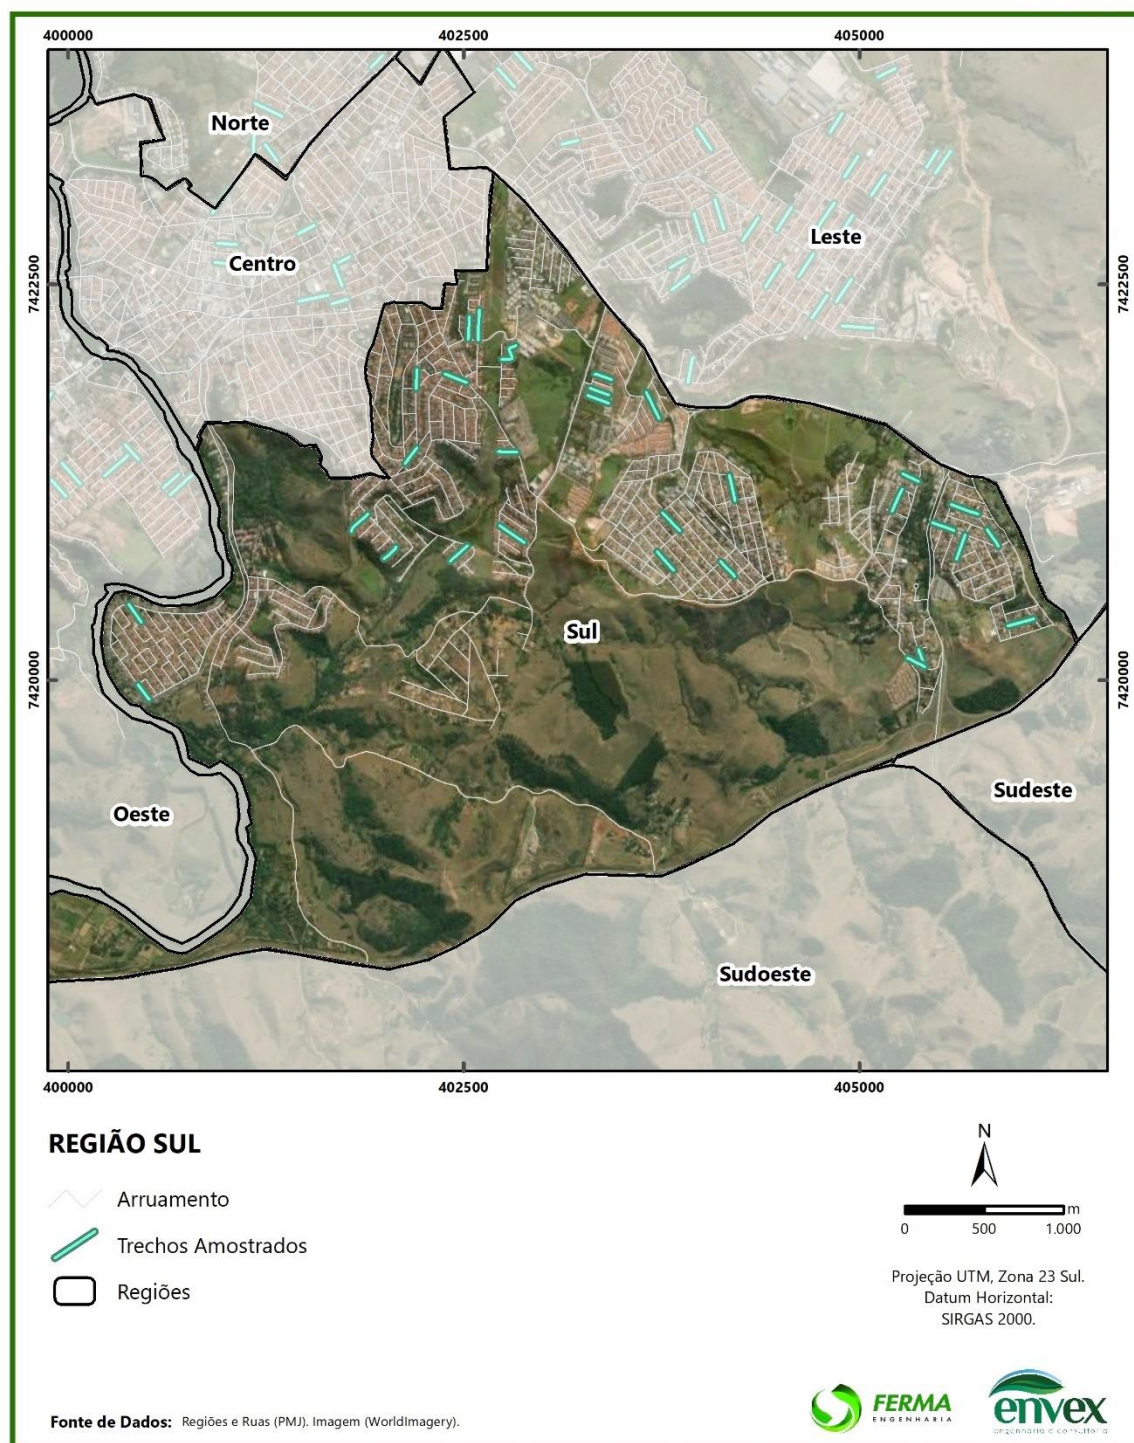 400000 402500 405000
Norte
Centro
Leste
7422500 7422500
Sul
7420000 7420000
Oeste
Sudeste
Sudoeste
400000 402500 405000
REGIÃO SUL
Arruamento
Trechos Amostrados
Regiões
N
m
0 500 1.000
Projeção UTM, Zona 23 Sul.
Datum Horizontal:
SIRGAS 2000.
Fonte de Dados: Regiões e Ruas (PMJ). Imagem (WorldImagery).
FERMA
ENGENHARIA
envex
engenharia e consultoria